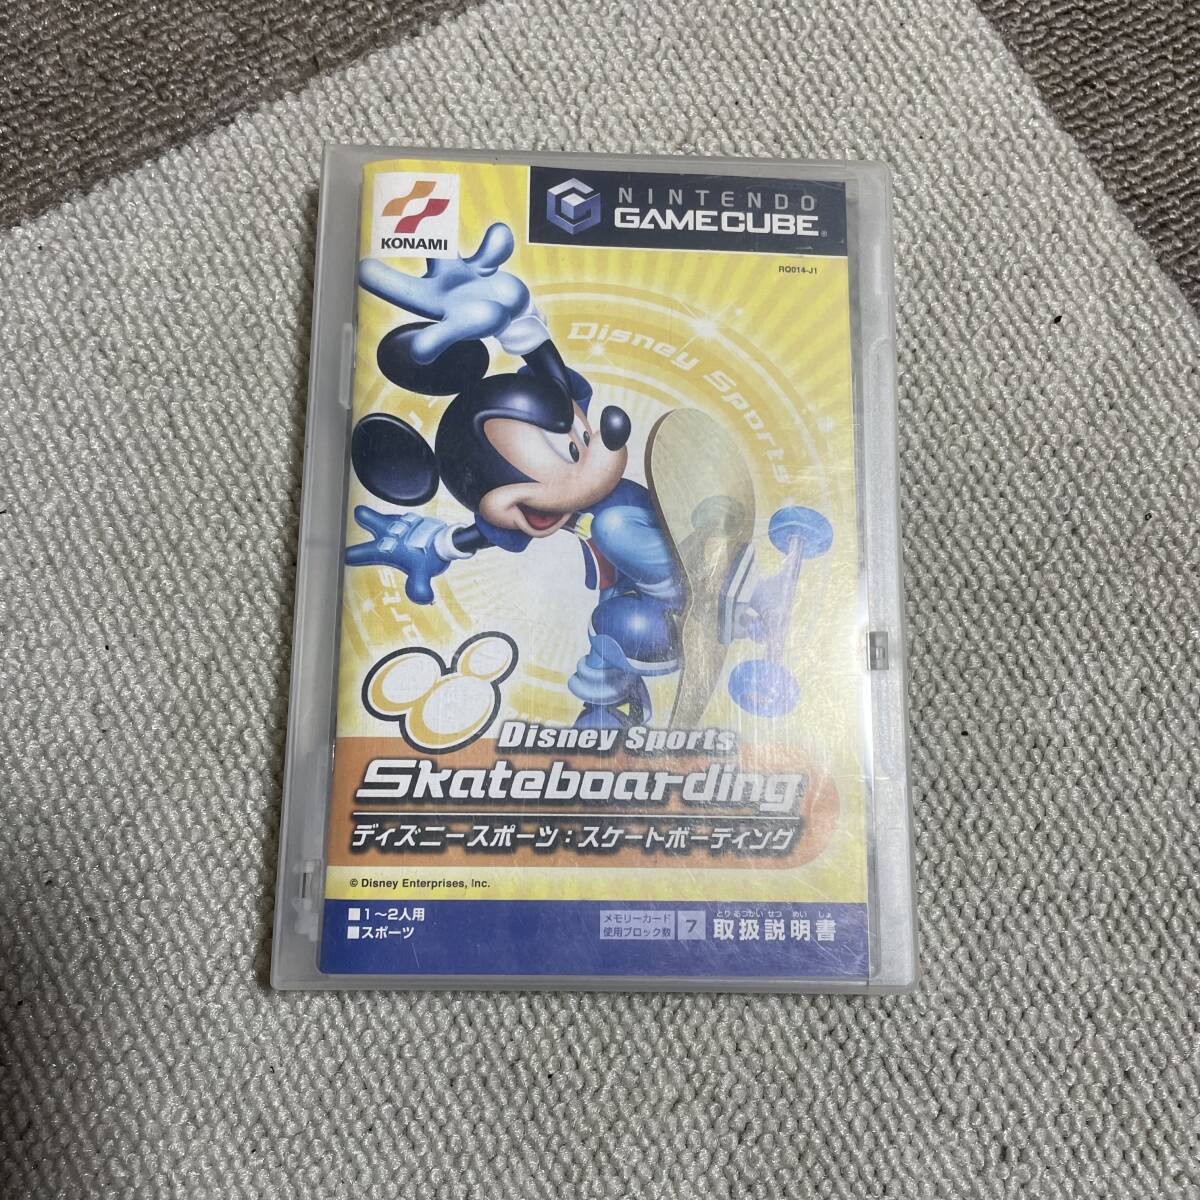 KONAMI
NINTENDO
GAMECUBE®
RQ014-J1
Disney Sports
Disney Sports
Skateboarding
ディズニースポーツ：スケートボーディング
© Disney Enterprises, Inc.
■1～2人用
■スポーツ
メモリーカード
使用ブロック数
7
とりあつかいせつめいしょ
取扱説明書